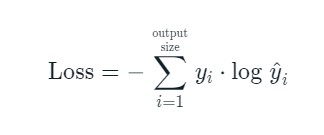 output
size
Loss = − ∑ yᵢ · log ŷᵢ
i=1